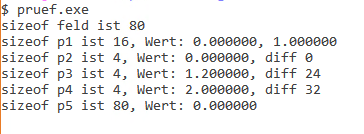 $ pruef.exe
sizeof feld ist 80
sizeof p1 ist 16, Wert: 0.000000, 1.000000
sizeof p2 ist 4, Wert: 0.000000, diff 0
sizeof p3 ist 4, Wert: 1.200000, diff 24
sizeof p4 ist 4, Wert: 2.000000, diff 32
sizeof p5 ist 80, Wert: 0.000000